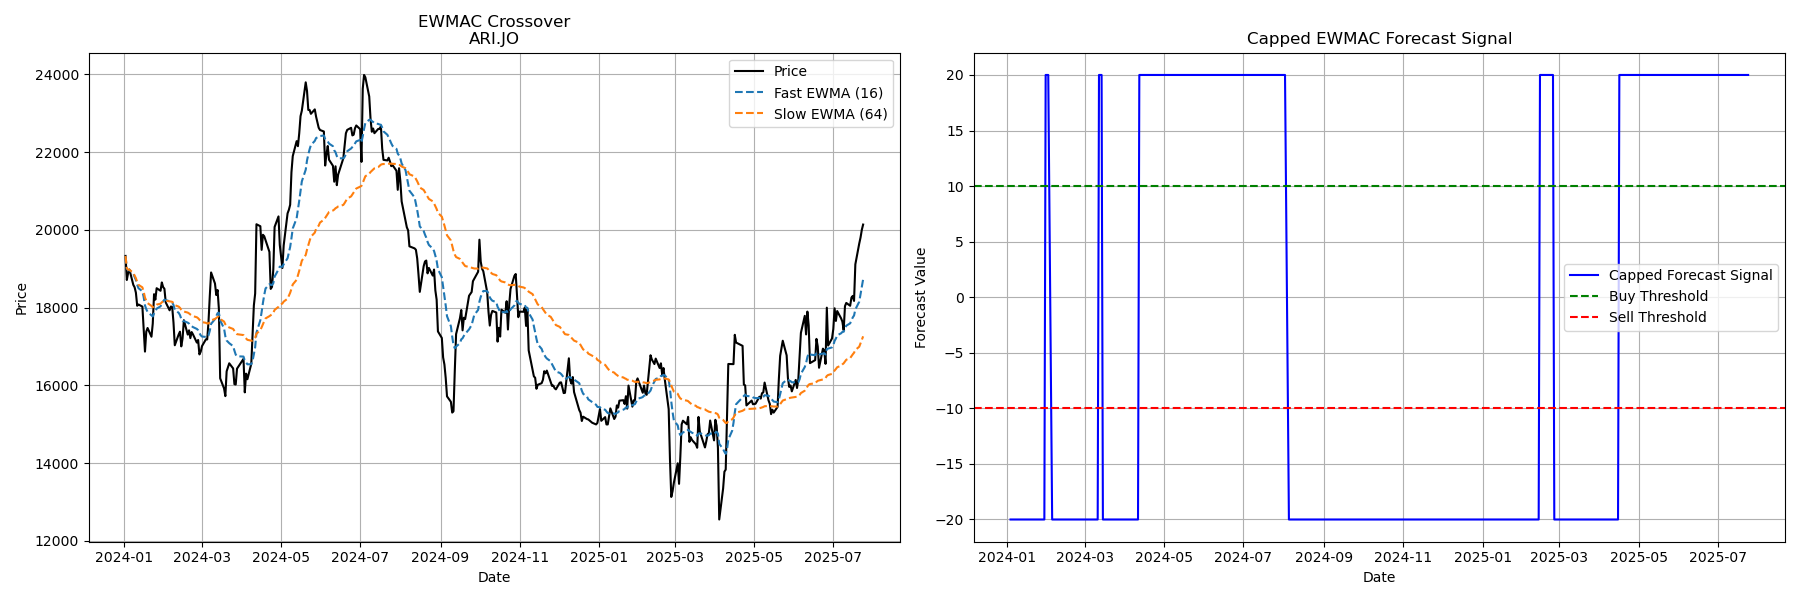 EWMAC Crossover
ARI.JO
Price
Fast EWMA (16)
Slow EWMA (64)
24000
22000
20000
18000
16000
14000
12000
Price
2024-01 2024-03 2024-05 2024-07 2024-09 2024-11 2025-01 2025-03 2025-05 2025-07
Date
Capped EWMAC Forecast Signal
20
15
10
5
0
−5
−10
−15
−20
Forecast Value
Capped Forecast Signal
Buy Threshold
Sell Threshold
2024-01 2024-03 2024-05 2024-07 2024-09 2024-11 2025-01 2025-03 2025-05 2025-07
Date